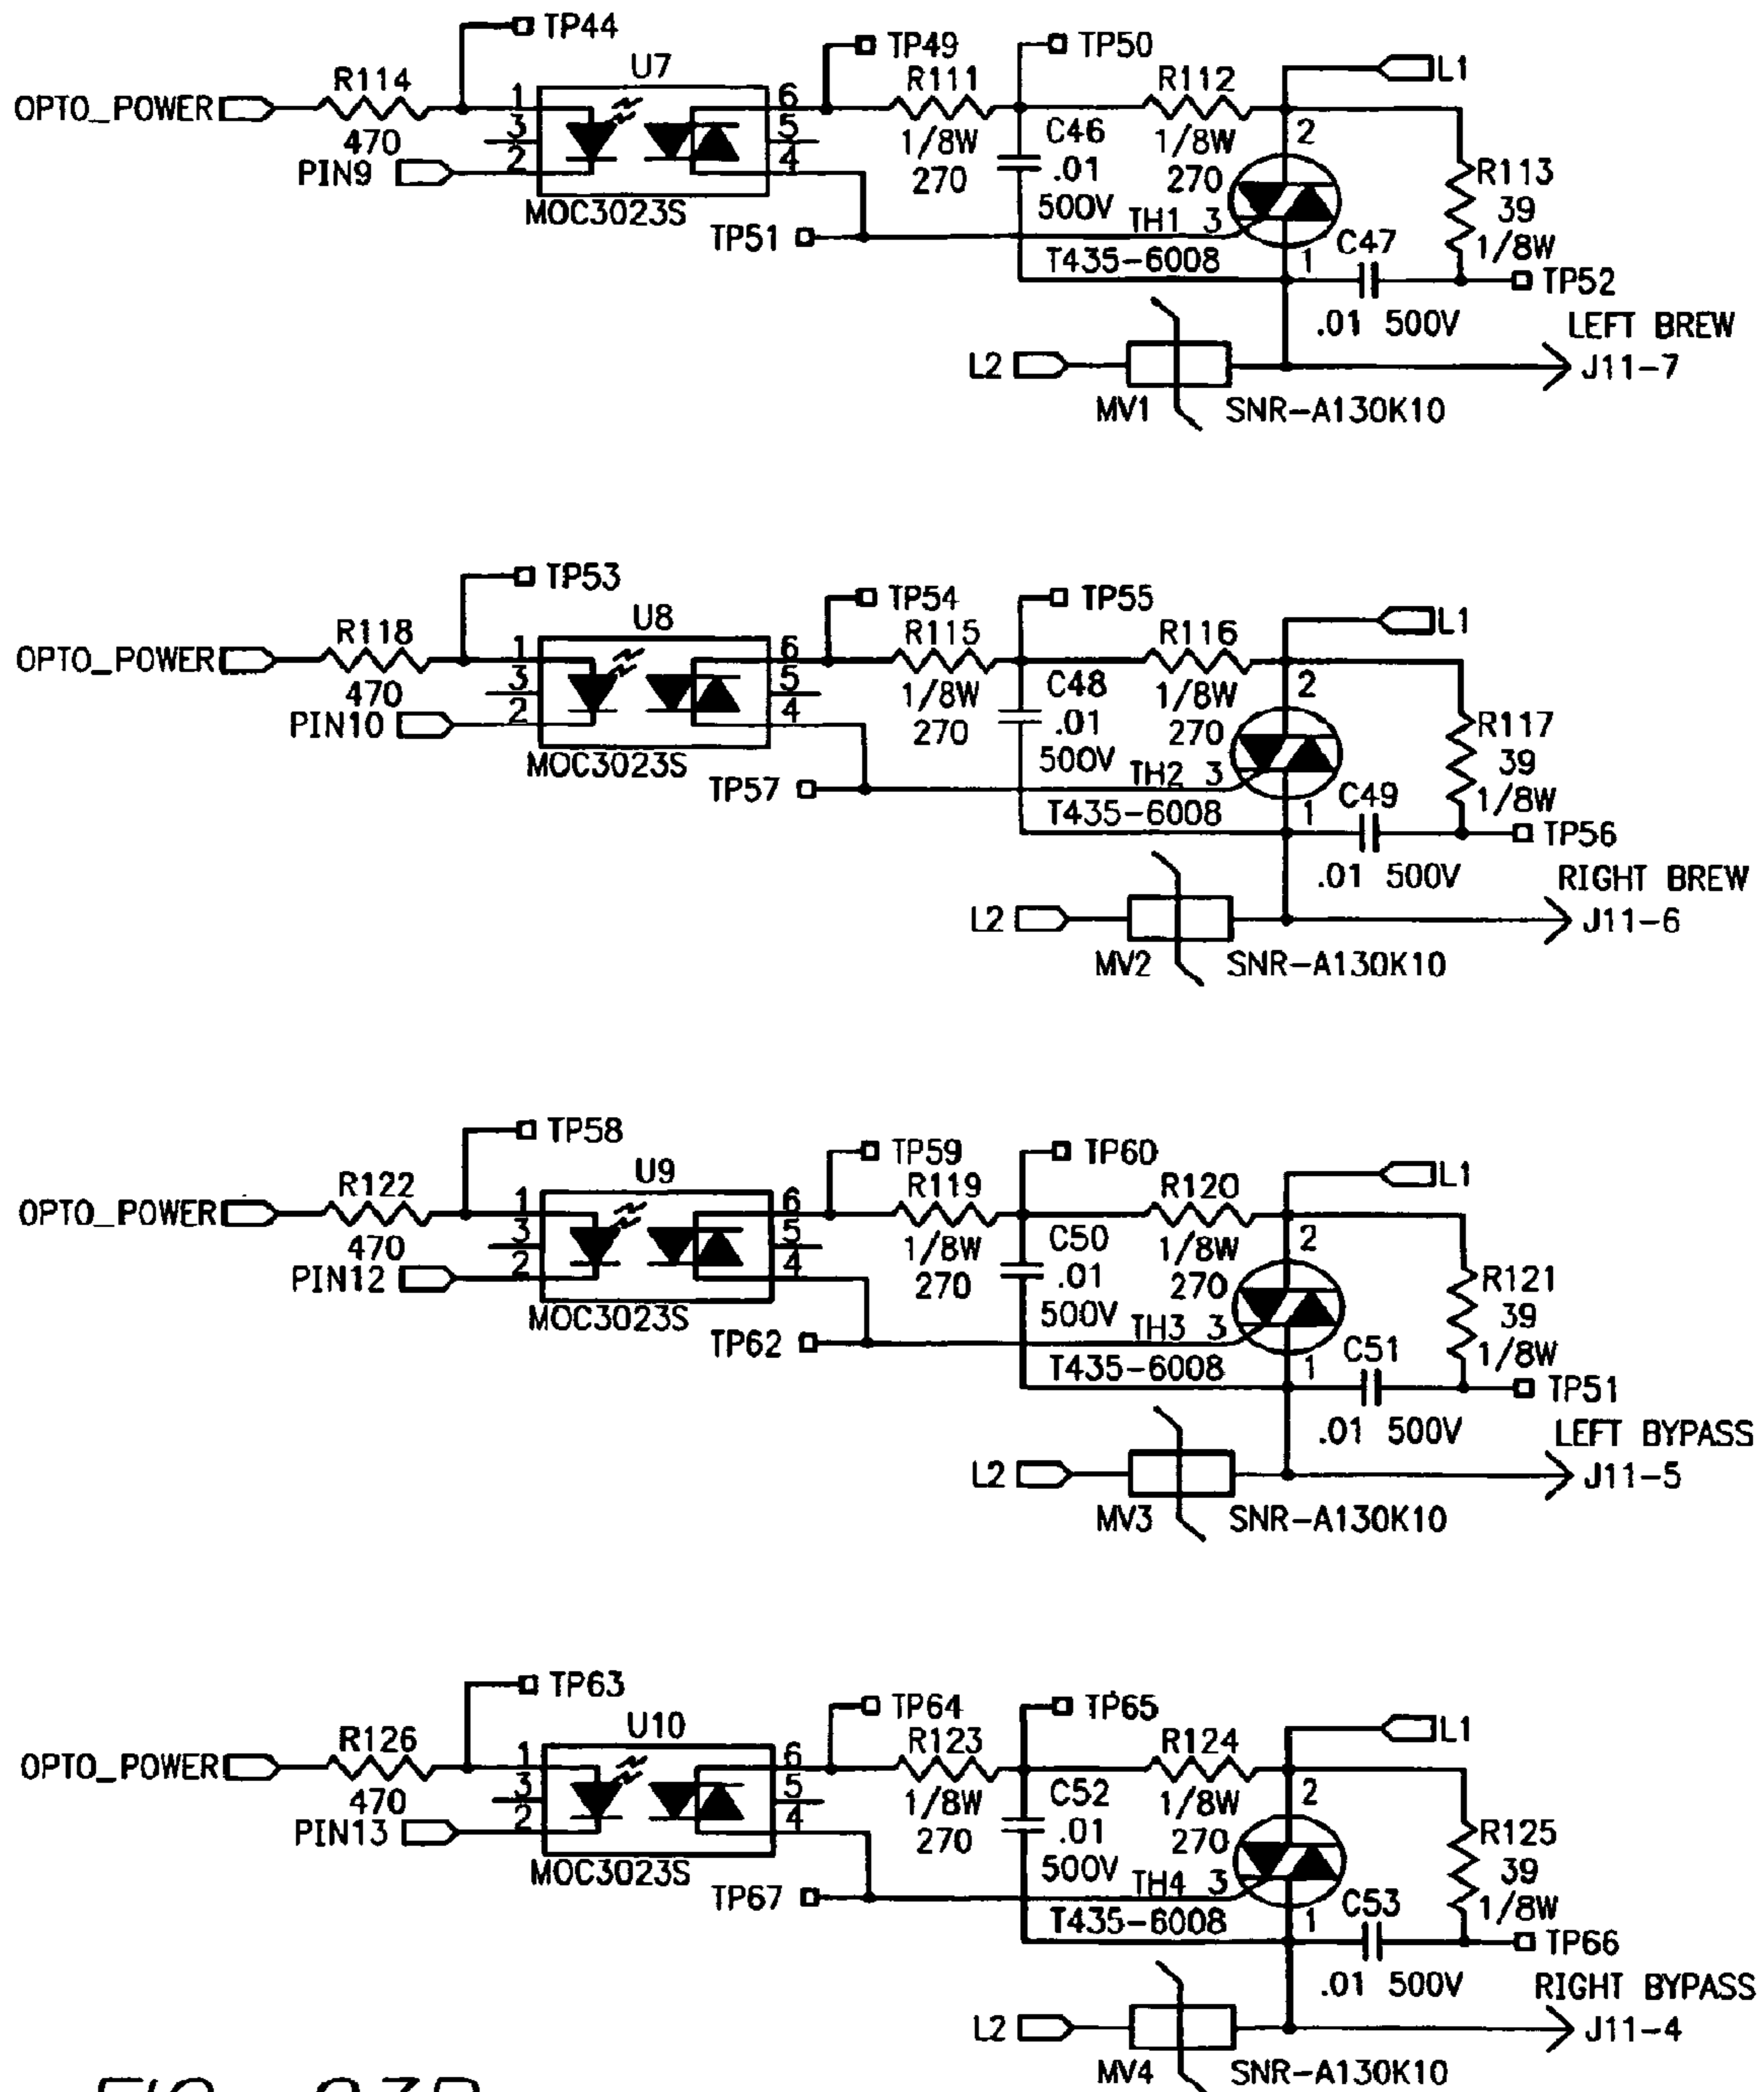 TP44
TP49
TP50
L1
OPTO_POWER
R114
470
PIN9
U7
1
3
2
6
5
4
MOC3023S
R111
1/8W
270
C46
.01
500V
R112
1/8W
270
2
TP51
TH1 3
T435-6008
1
C47
.01 500V
R113
39
1/8W
TP52
L2
MV1
SNR-A130K10
LEFT BREW
J11-7
TP53
TP54
TP55
L1
OPTO_POWER
R118
470
PIN10
U8
1
3
2
6
5
4
MOC3023S
R115
1/8W
270
C48
.01
500V
R116
1/8W
270
2
TP57
TH2 3
T435-6008
1
C49
.01 500V
R117
39
1/8W
TP56
L2
MV2
SNR-A130K10
RIGHT BREW
J11-6
TP58
TP59
TP60
L1
OPTO_POWER
R122
470
PIN12
U9
1
3
2
6
5
4
MOC3023S
R119
1/8W
270
C50
.01
500V
R120
1/8W
270
2
TP62
TH3 3
T435-6008
1
C51
.01 500V
R121
39
1/8W
TP51
L2
MV3
SNR-A130K10
LEFT BYPASS
J11-5
TP63
TP64
TP65
L1
OPTO_POWER
R126
470
PIN13
U10
1
3
2
6
5
4
MOC3023S
R123
1/8W
270
C52
.01
500V
R124
1/8W
270
2
TP67
TH4 3
T435-6008
1
C53
.01 500V
R125
39
1/8W
TP66
L2
MV4
SNR-A130K10
RIGHT BYPASS
J11-4